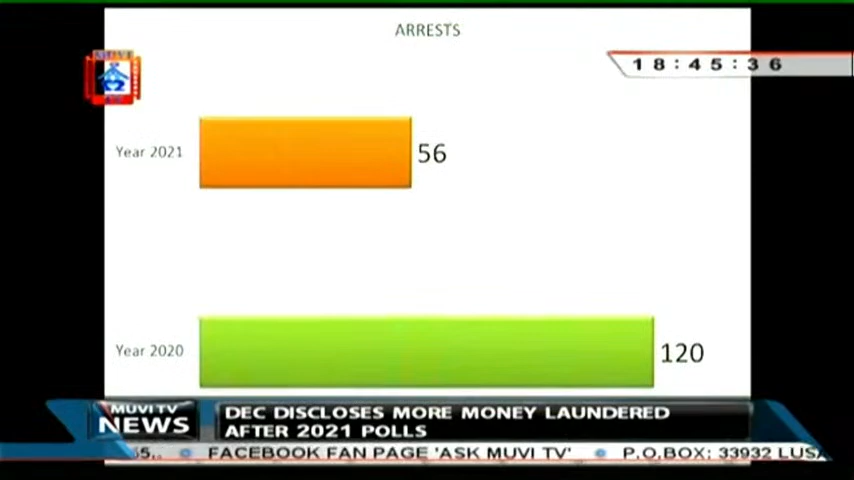 ARRESTS
MUVI
18:45:36
Year 2021
56
Year 2020
120
MUVI TV
NEWS
DEC DISCLOSES MORE MONEY LAUNDERED
AFTER 2021 POLLS
FACEBOOK FAN PAGE 'ASK MUVI TV'
P.O.BOX: 33932 LUSA